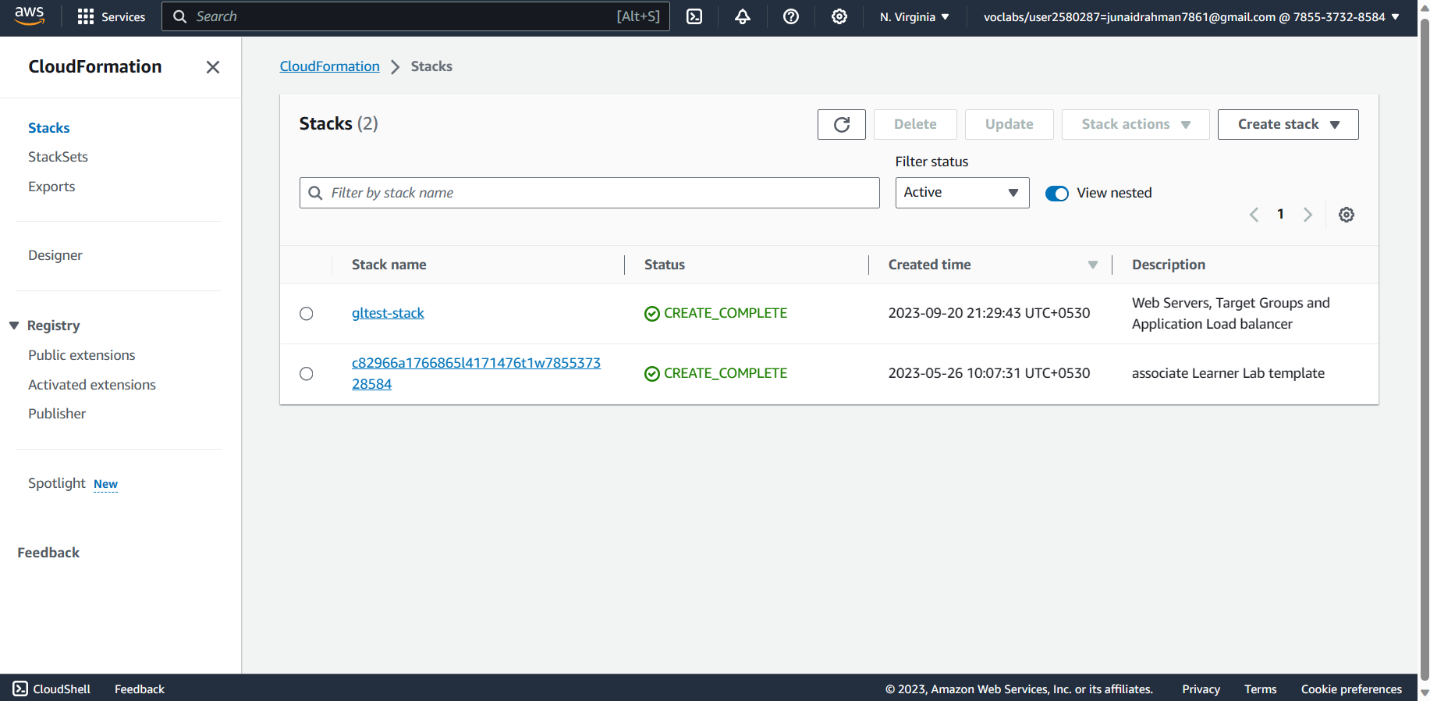 aws Services Search [Alt+S] N. Virginia voclabs/user2580287=junaidrahman7861@gmail.com @ 7855-3732-8584
CloudFormation
Stacks
StackSets
Exports
Designer
Registry
Public extensions
Activated extensions
Publisher
Spotlight New
Feedback
CloudFormation Stacks
Stacks (2) Delete Update Stack actions Create stack
Filter status
Filter by stack name Active View nested
1
Stack name Status Created time Description
gltest-stack CREATE_COMPLETE 2023-09-20 21:29:43 UTC+0530 Web Servers, Target Groups and
Application Load balancer
c82966a1766865l4171476t1w7855373
28584 CREATE_COMPLETE 2023-05-26 10:07:31 UTC+0530 associate Learner Lab template
CloudShell Feedback © 2023, Amazon Web Services, Inc. or its affiliates. Privacy Terms Cookie preferences